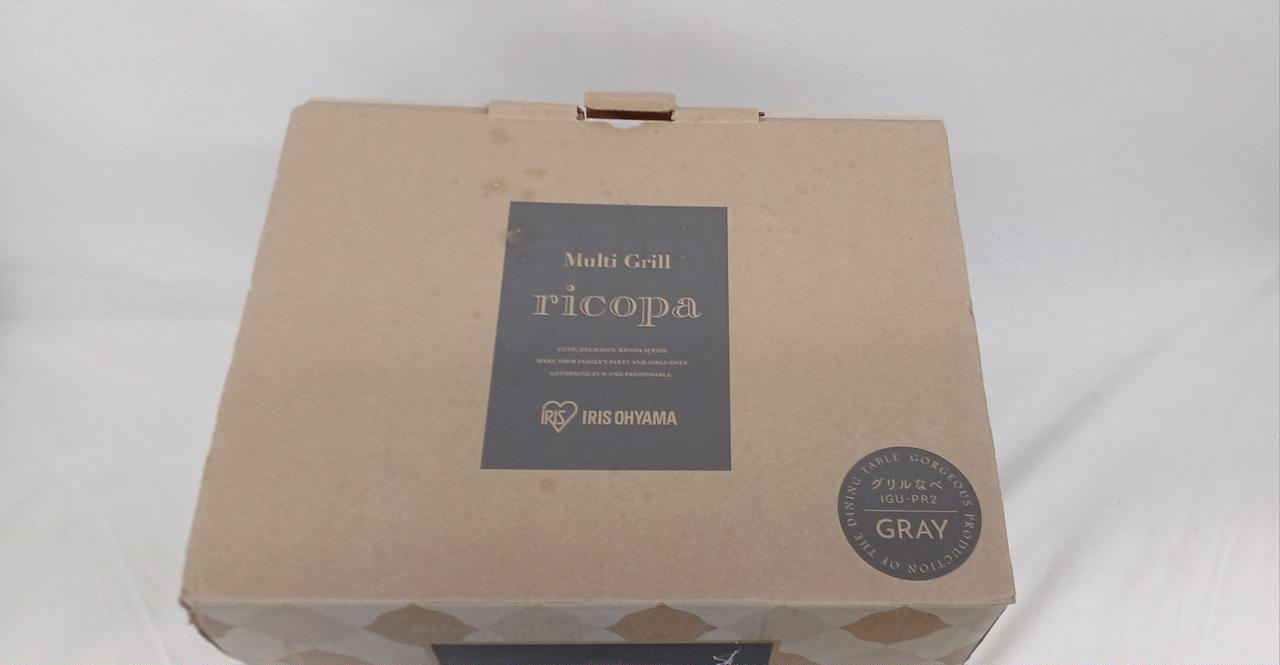 Multi Grill
ricopa
CUTE, DELICIOUS, RICOPA SERIES.
MAKE YOUR FAMILY'S PARTY AND GIRLS-ONLY
GATHERING FUN AND FASHIONABLE.
IRIS IRIS OHYAMA
GORGEOUS PRODUCTION OF THE DINING TABLE
グリルなべ
IGU-PR2
GRAY